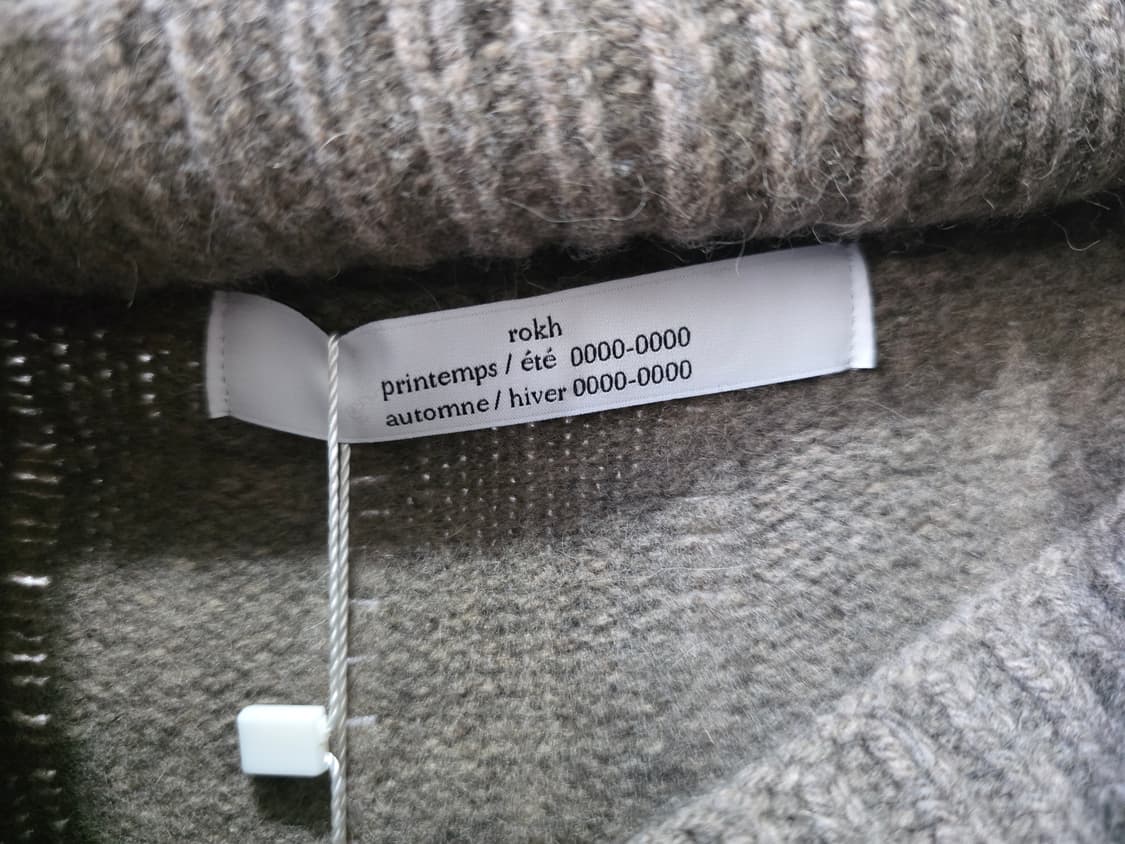 rokh
printemps / été 0000-0000
automne / hiver 0000-0000